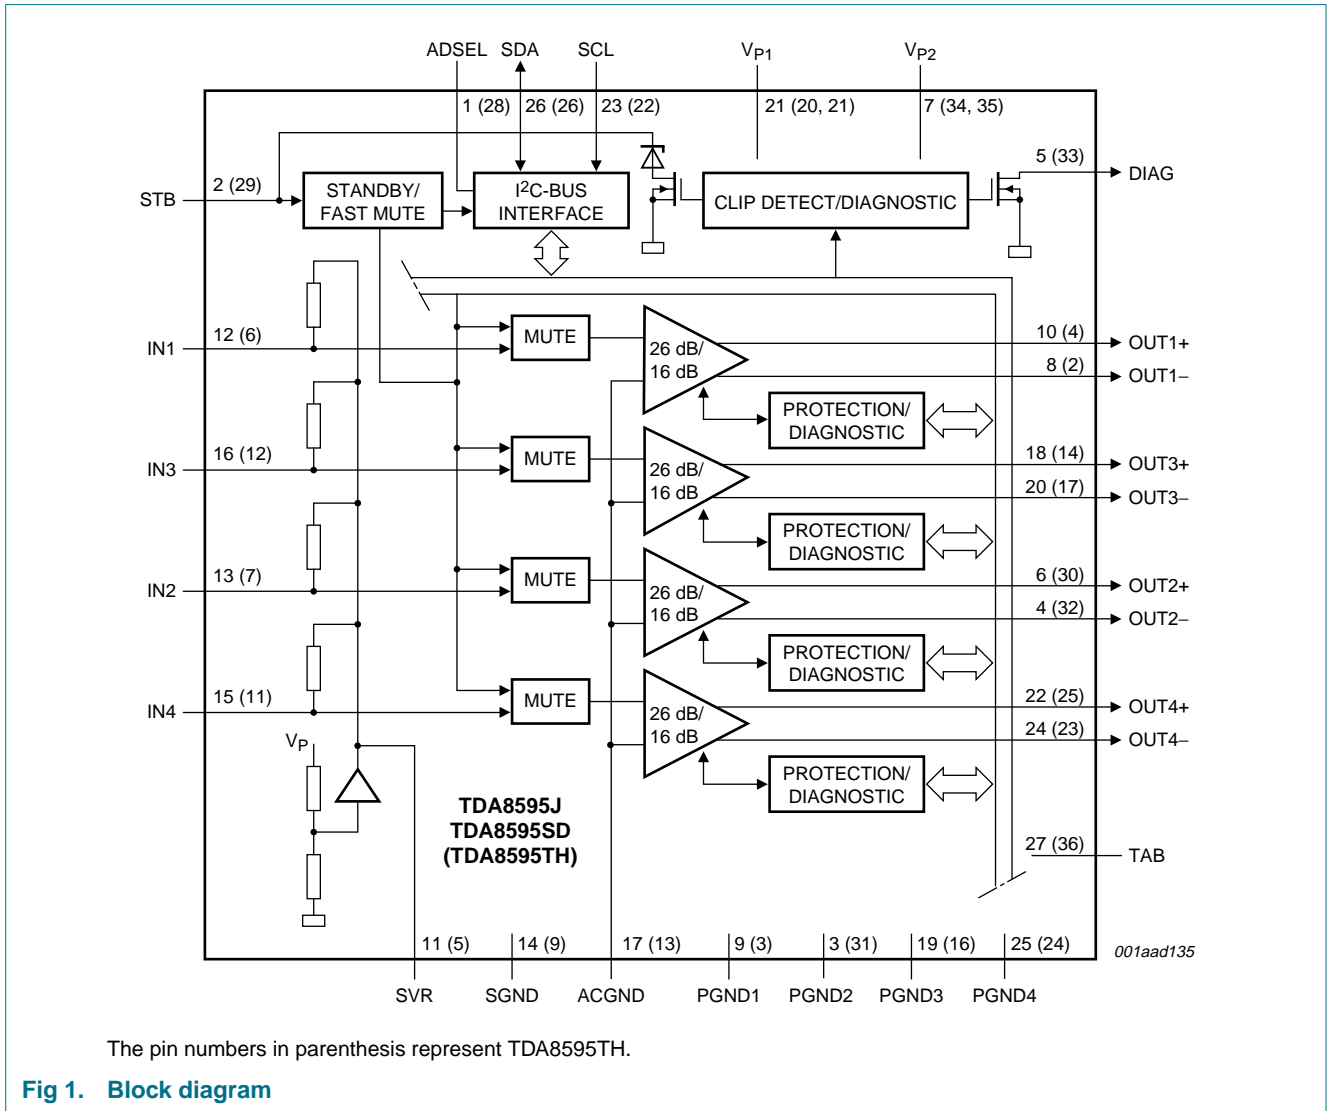 ADSEL SDA SCL VP1 VP2
1 (28) 26 (26) 23 (22) 21 (20, 21) 7 (34, 35)
5 (33)
DIAG
STB
2 (29)
STANDBY/
FAST MUTE
I2C-BUS
INTERFACE
CLIP DETECT/DIAGNOSTIC
IN1
12 (6)
MUTE
26 dB/
16 dB
10 (4)
OUT1+
8 (2)
OUT1−
PROTECTION/
DIAGNOSTIC
IN3
16 (12)
MUTE
26 dB/
16 dB
18 (14)
OUT3+
20 (17)
OUT3−
PROTECTION/
DIAGNOSTIC
IN2
13 (7)
MUTE
26 dB/
16 dB
6 (30)
OUT2+
4 (32)
OUT2−
PROTECTION/
DIAGNOSTIC
IN4
15 (11)
MUTE
26 dB/
16 dB
22 (25)
OUT4+
24 (23)
OUT4−
PROTECTION/
DIAGNOSTIC
VP
TDA8595J
TDA8595SD
(TDA8595TH)
27 (36)
TAB
11 (5) 14 (9) 17 (13) 9 (3) 3 (31) 19 (16) 25 (24)
001aad135
SVR SGND ACGND PGND1 PGND2 PGND3 PGND4
The pin numbers in parenthesis represent TDA8595TH.
Fig 1. Block diagram